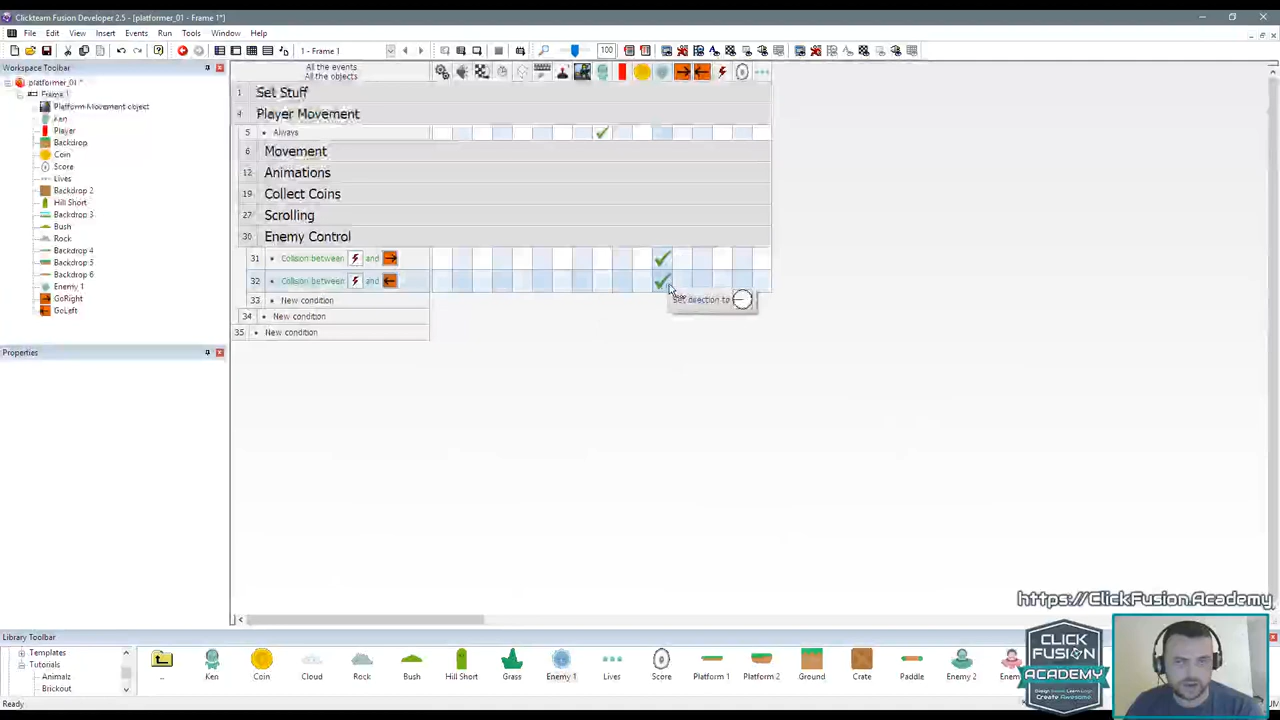 Clickteam Fusion Developer 2.5 - [platformer_01 - Frame 1*]
File Edit View Insert Events Run Tools Window Help
100
1 - Frame 1
Workspace Toolbar
platformer_01 *
Frame 1
Platform Movement object
Ken
Player
Backdrop
Coin
Score
Lives
Backdrop 2
Hill Short
Backdrop 3
Bush
Rock
Backdrop 4
Backdrop 5
Backdrop 6
Enemy 1
GoRight
GoLeft
Properties
All the events
All the objects
1 Set Stuff
4 Player Movement
5 • Always
6 Movement
12 Animations
19 Collect Coins
27 Scrolling
30 Enemy Control
31 • Collision between and
32 • Collision between and
Set direction to
33 • New condition
34 • New condition
35 • New condition
https://ClickFusion.Academy
CLICK
FUSION
ACADEMY
Create Awesome
Library Toolbar
Templates
Tutorials
Animalz
Brickout
..
Ken
Coin
Cloud
Rock
Bush
Hill Short
Grass
Enemy 1
Lives
Score
Platform 1
Platform 2
Ground
Crate
Paddle
Enemy 2
Ready